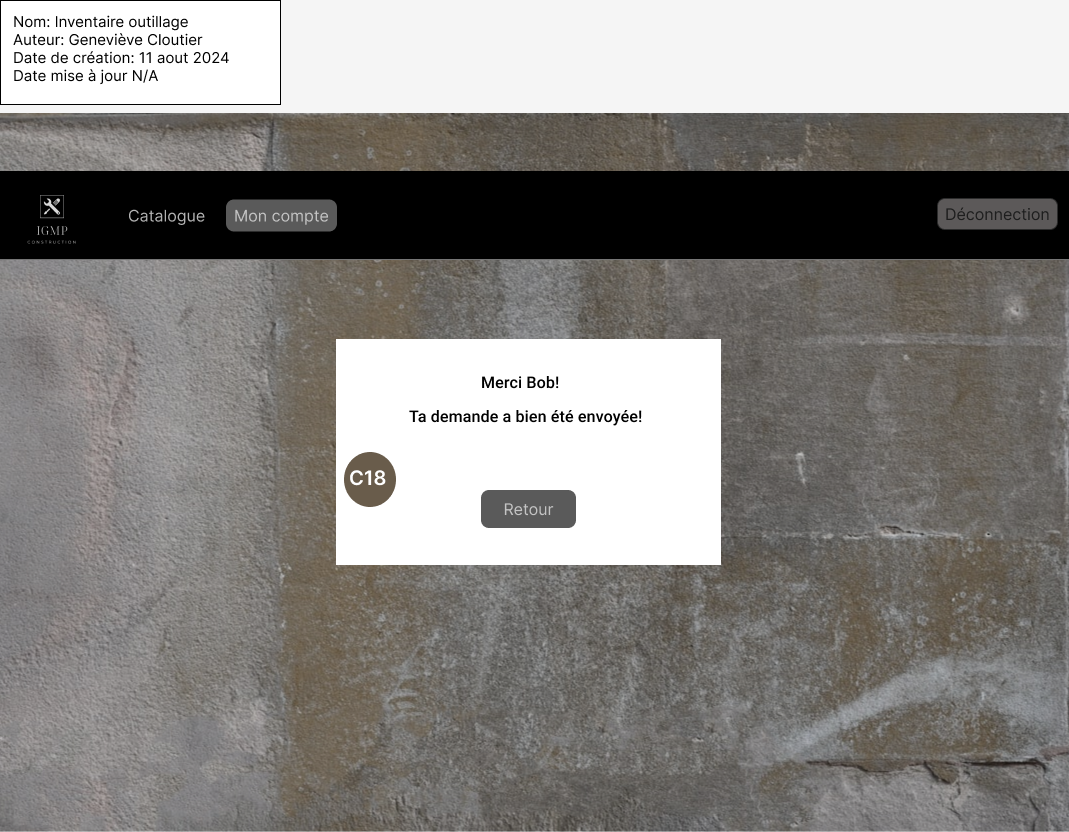 Nom: Inventaire outillage
Auteur: Geneviève Cloutier
Date de création: 11 aout 2024
Date mise à jour N/A
IGMP
CONSTRUCTION
Catalogue
Mon compte
Déconnection
Merci Bob!
Ta demande a bien été envoyée!
C18
Retour